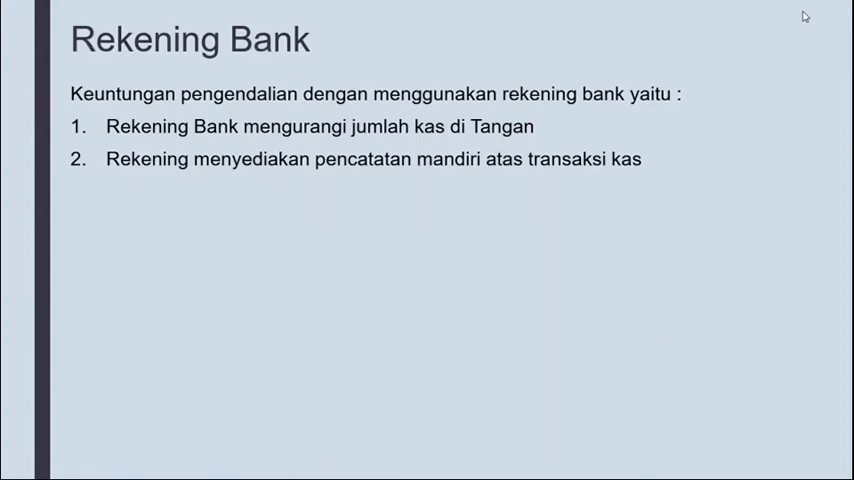 Rekening Bank
Keuntungan pengendalian dengan menggunakan rekening bank yaitu :
1. Rekening Bank mengurangi jumlah kas di Tangan
2. Rekening menyediakan pencatatan mandiri atas transaksi kas